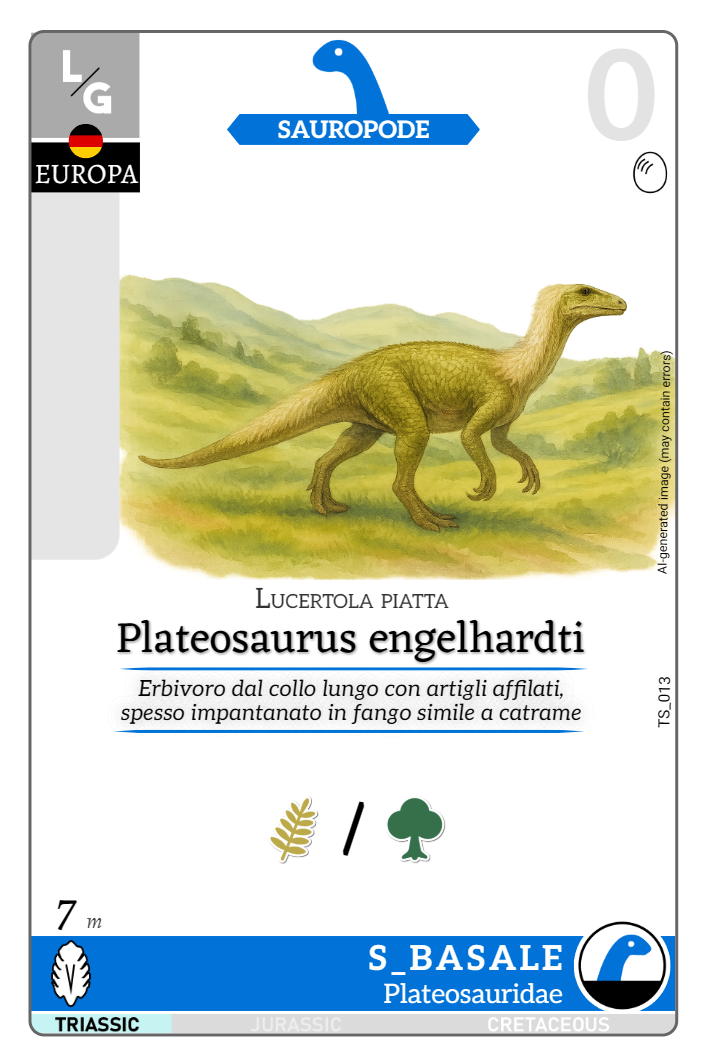 L/G
SAUROPODE
0
EUROPA
AI-generated image (may contain errors)
LUCERTOLA PIATTA
Plateosaurus engelhardti
Erbivoro dal collo lungo con artigli affilati,
spesso impantanato in fango simile a catrame
TS_013
/
7 m
S_BASALE
Plateosauridae
TRIASSIC JURASSIC CRETACEOUS